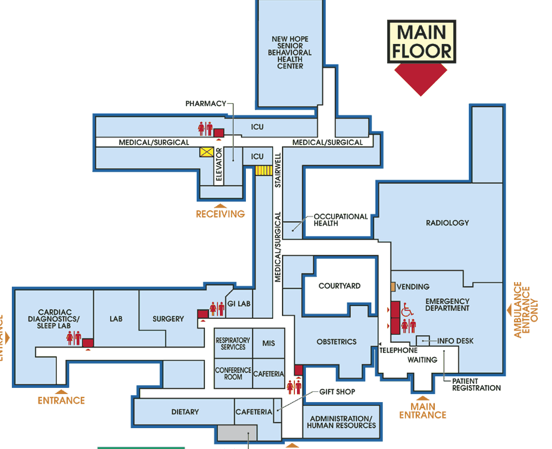 MAIN
FLOOR
NEW HOPE
SENIOR
BEHAVIORAL
HEALTH
CENTER
PHARMACY
ICU
MEDICAL/SURGICAL
ELEVATOR
ICU
STAIRWELL
MEDICAL/SURGICAL
RECEIVING
MEDICAL/SURGICAL
OCCUPATIONAL
HEALTH
RADIOLOGY
COURTYARD
VENDING
EMERGENCY
DEPARTMENT
AMBULANCE
ENTRANCE
ONLY
GI LAB
CARDIAC
DIAGNOSTICS/
SLEEP LAB
LAB
SURGERY
RESPIRATORY
SERVICES
MIS
OBSTETRICS
INFO DESK
TELEPHONE
WAITING
CONFERENCE
ROOM
CAFETERIA
PATIENT
REGISTRATION
ENTRANCE
ENTRANCE
GIFT SHOP
MAIN
ENTRANCE
DIETARY
CAFETERIA
ADMINISTRATION/
HUMAN RESOURCES